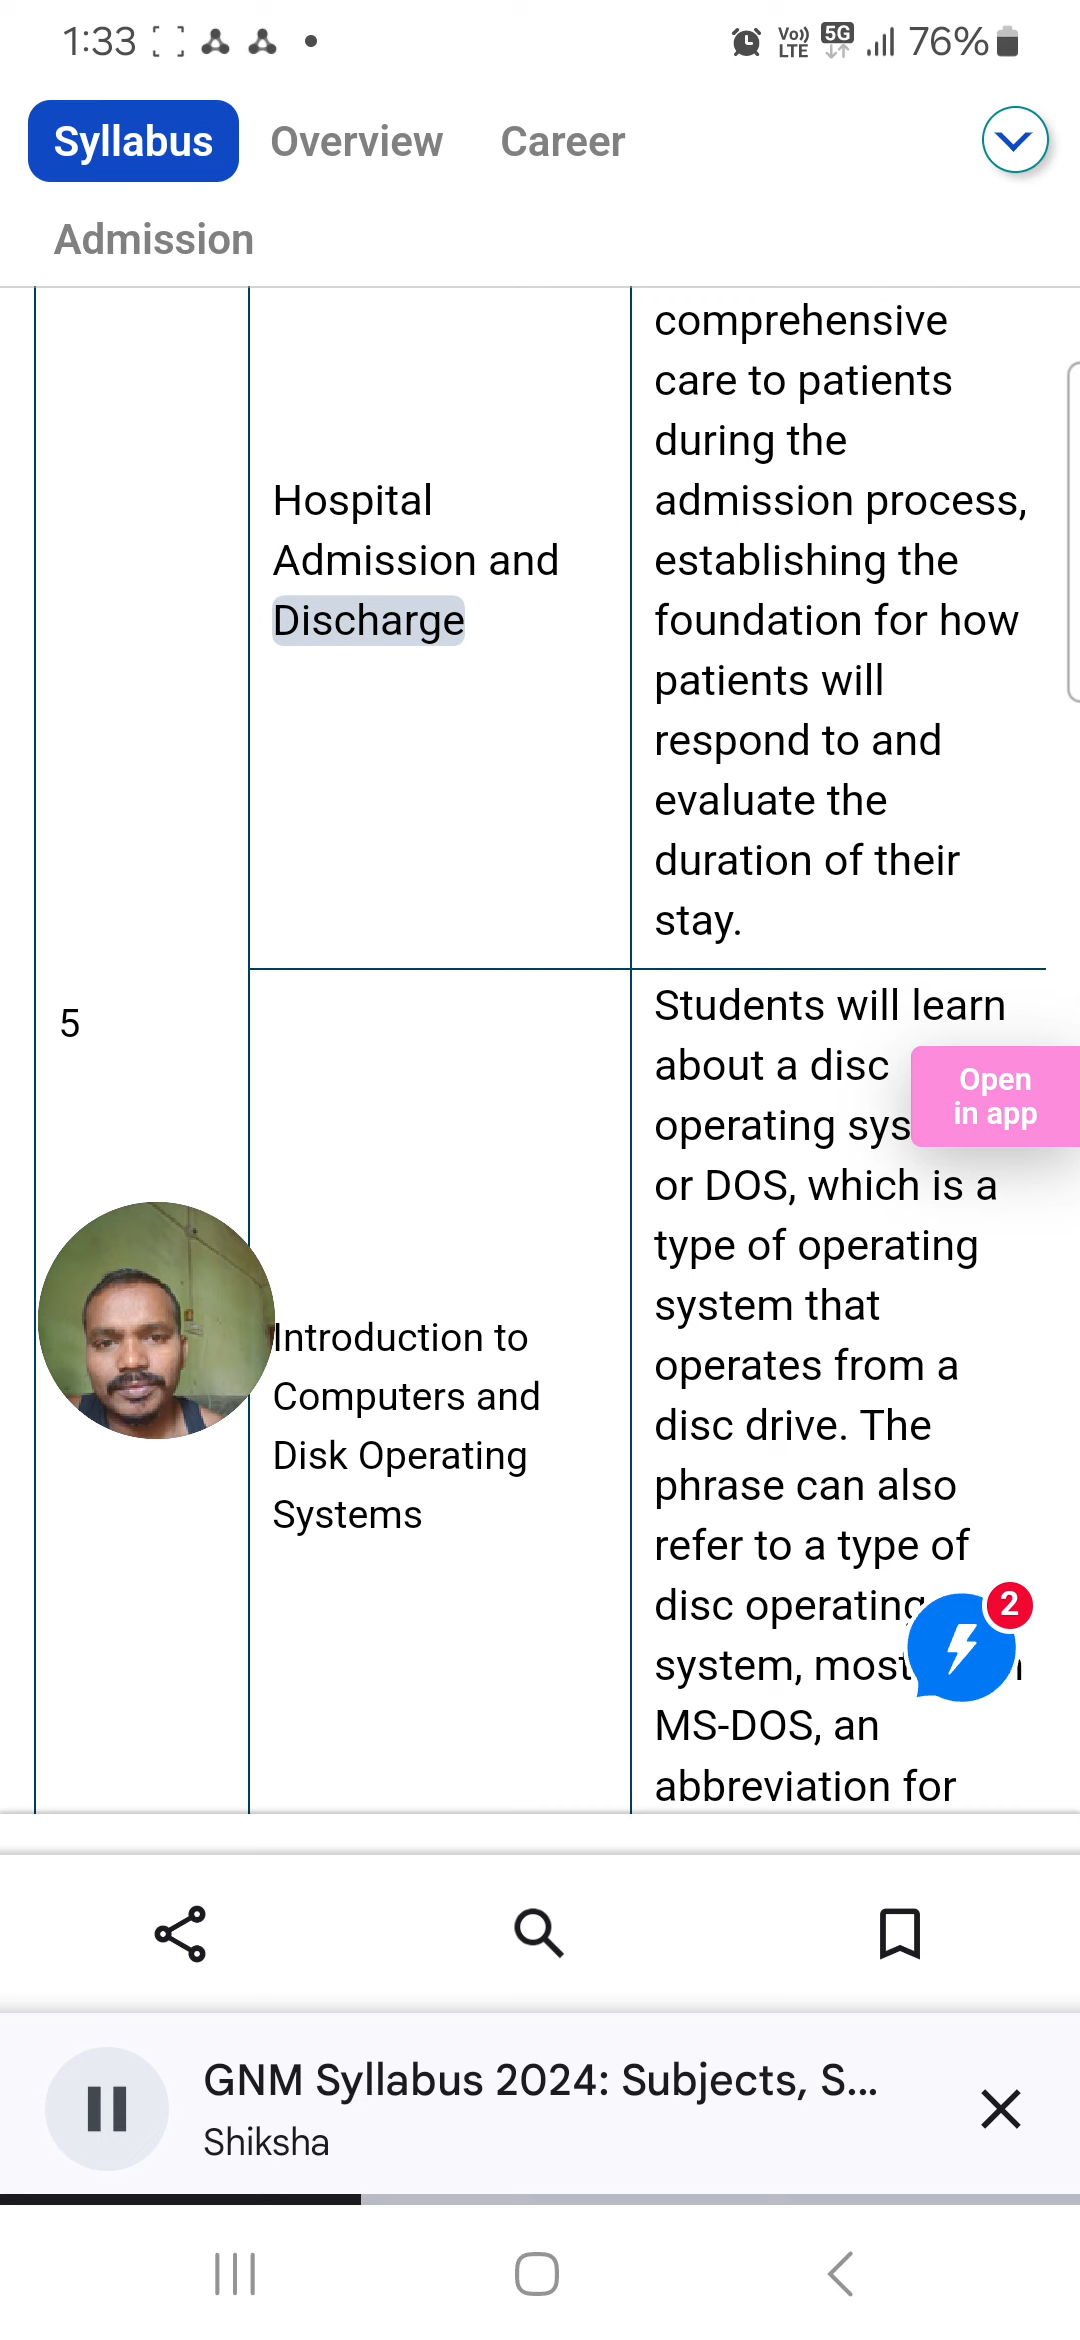 1:33
Vo)) LTE 5G 76%
Syllabus Overview Career
Admission
Hospital
Admission and
Discharge
comprehensive
care to patients
during the
admission process,
establishing the
foundation for how
patients will
respond to and
evaluate the
duration of their
stay.
5
Introduction to
Computers and
Disk Operating
Systems
Students will learn
about a disc
operating sys
or DOS, which is a
type of operating
system that
operates from a
disc drive. The
phrase can also
refer to a type of
disc operating
system, most
MS-DOS, an
abbreviation for
Open
in app
2
GNM Syllabus 2024: Subjects, S...
Shiksha